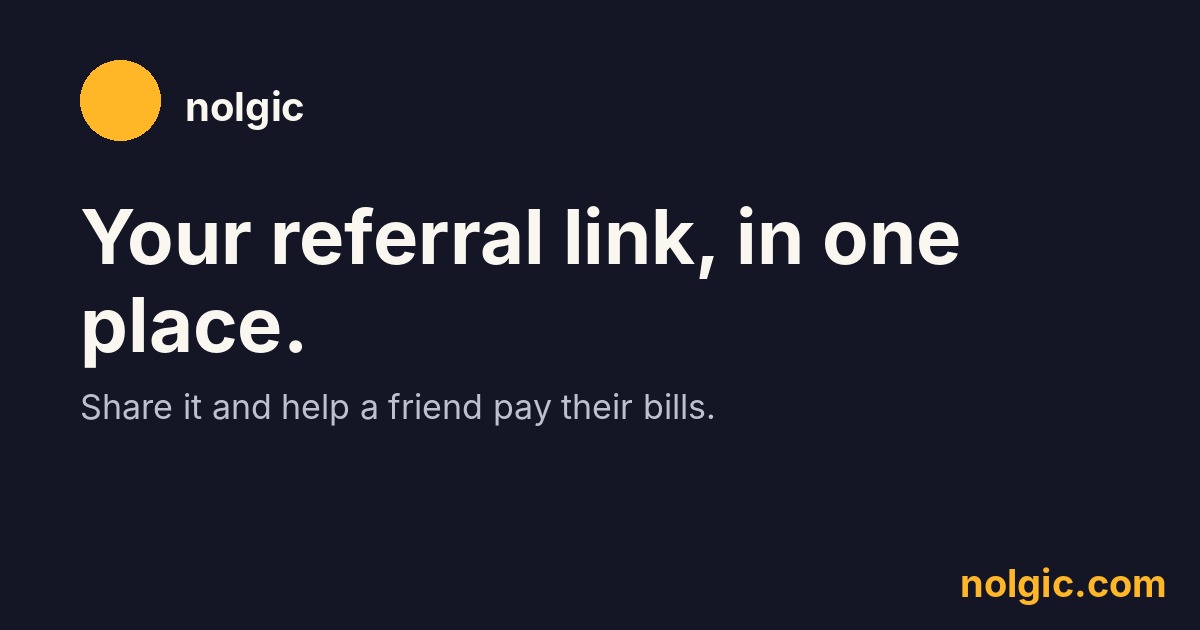 nolgic
Your referral link, in one
place.
Share it and help a friend pay their bills.
nolgic.com